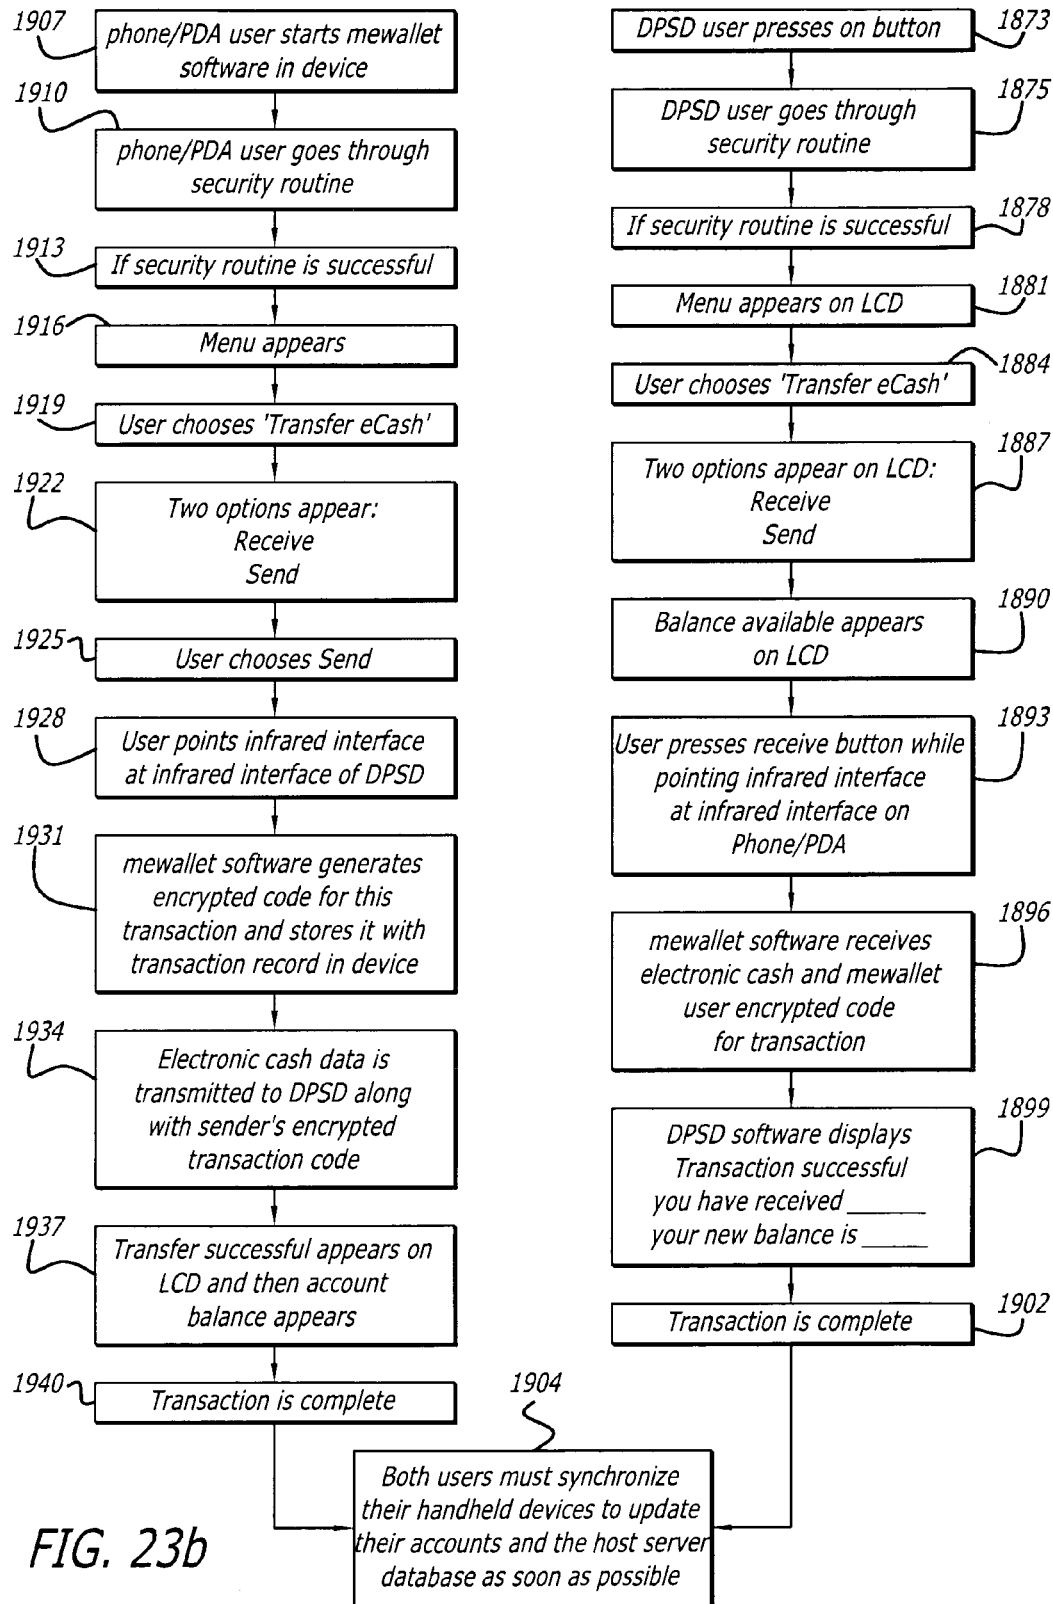 1907
phone/PDA user starts mewallet
software in device
1910
phone/PDA user goes through
security routine
1913
If security routine is successful
1916
Menu appears
1919
User chooses 'Transfer eCash'
1922
Two options appear:
Receive
Send
1925
User chooses Send
1928
User points infrared interface
at infrared interface of DPSD
1931
mewallet software generates
encrypted code for this
transaction and stores it with
transaction record in device
1934
Electronic cash data is
transmitted to DPSD along
with sender's encrypted
transaction code
1937
Transfer successful appears on
LCD and then account
balance appears
1940
Transaction is complete
DPSD user presses on button
1873
DPSD user goes through
security routine
1875
If security routine is successful
1878
Menu appears on LCD
1881
User chooses 'Transfer eCash'
1884
Two options appear on LCD:
Receive
Send
1887
Balance available appears
on LCD
1890
User presses receive button while
pointing infrared interface
at infrared interface on
Phone/PDA
1893
mewallet software receives
electronic cash and mewallet
user encrypted code
for transaction
1896
DPSD software displays
Transaction successful
you have received ______
your new balance is _____
1899
Transaction is complete
1902
1904
Both users must synchronize
their handheld devices to update
their accounts and the host server
database as soon as possible
FIG. 23b